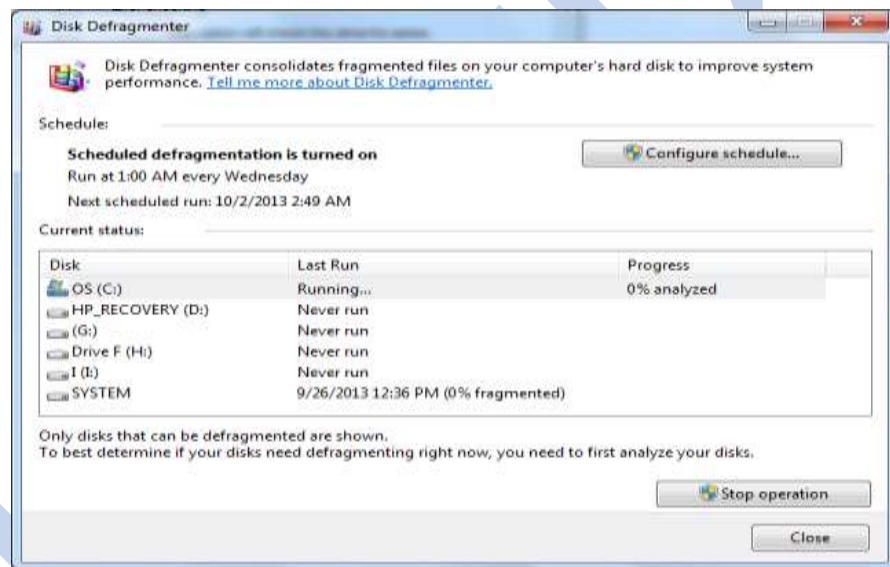 Disk Defragmenter
Disk Defragmenter consolidates fragmented files on your computer's hard disk to improve system
performance. Tell me more about Disk Defragmenter.
Schedule:
Scheduled defragmentation is turned on
Configure schedule...
Run at 1:00 AM every Wednesday
Next scheduled run: 10/2/2013 2:49 AM
Current status:
Disk Last Run Progress
OS (C:) Running... 0% analyzed
HP_RECOVERY (D:) Never run
(G:) Never run
Drive F (H:) Never run
I (I:) Never run
SYSTEM 9/26/2013 12:36 PM (0% fragmented)
Only disks that can be defragmented are shown.
To best determine if your disks need defragmenting right now, you need to first analyze your disks.
Stop operation
Close